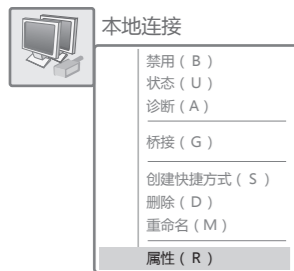 本地连接
禁用 ( B )
状态 ( U )
诊断 ( A )
桥接 ( G )
创建快捷方式 ( S )
删除 ( D )
重命名 ( M )
属性 ( R )